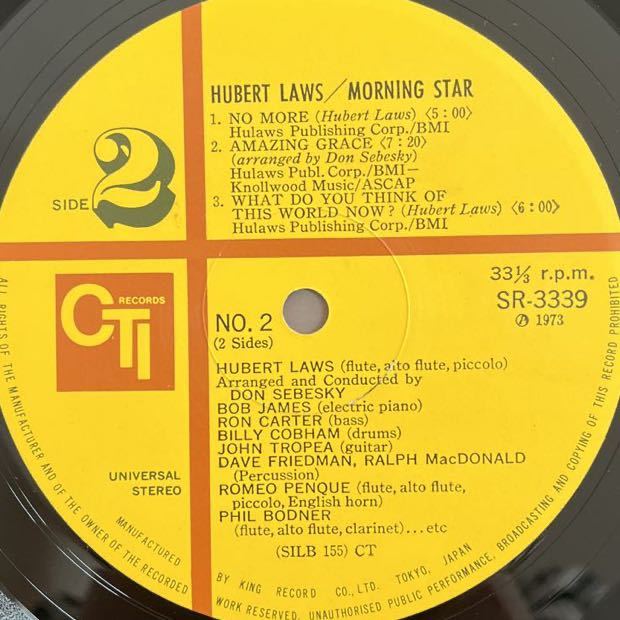 HUBERT LAWS/MORNING STAR
1. NO MORE (Hubert Laws) 〈5:00〉
Hulaws Publishing Corp./BMI
2. AMAZING GRACE 〈7:20〉
(arranged by Don Sebesky)
Hulaws Publ. Corp./BMI—
Knollwood Music/ASCAP
3. WHAT DO YOU THINK OF
THIS WORLD NOW? (Hubert Laws) 〈6:00〉
Hulaws Publishing Corp./BMI
SIDE 2
CTI RECORDS
33⅓ r.p.m.
SR-3339
Ⓟ 1973
NO. 2
(2 Sides)
HUBERT LAWS (flute, alto flute, piccolo)
Arranged and Conducted by
DON SEBESKY
BOB JAMES (electric piano)
RON CARTER (bass)
BILLY COBHAM (drums)
JOHN TROPEA (guitar)
DAVE FRIEDMAN, RALPH MacDONALD
(Percussion)
ROMEO PENQUE (flute, alto flute,
piccolo, English horn)
PHIL BODNER
(flute, alto flute, clarinet)...etc
(SILB 155) CT
UNIVERSAL
STEREO
MANUFACTURED BY KING RECORD CO., LTD. TOKYO, JAPAN
ALL RIGHTS OF THE MANUFACTURER AND OF THE OWNER OF THE RECORDED WORK RESERVED. UNAUTHORISED PUBLIC PERFORMANCE, BROADCASTING AND COPYING OF THIS RECORD PROHIBITED